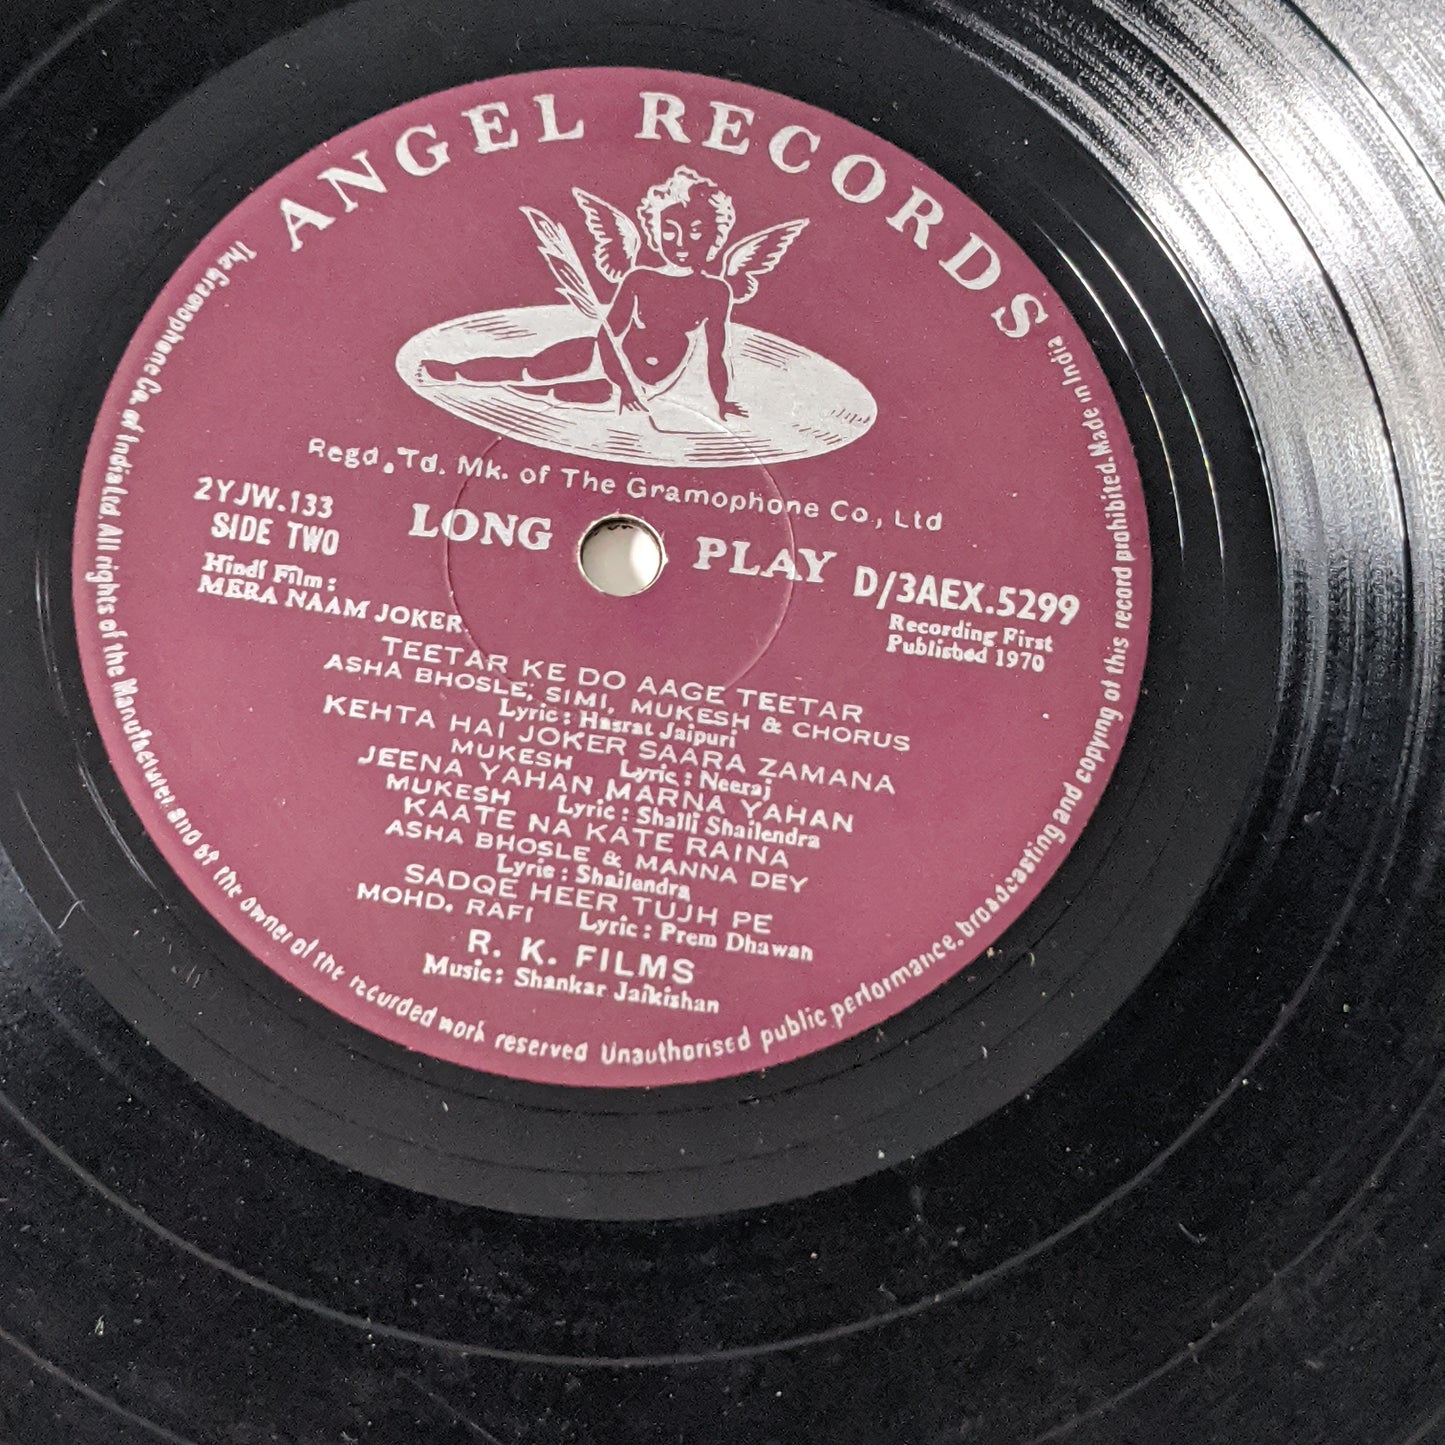 ANGEL RECORDS
Regd. Td. Mk. of The Gramophone Co., Ltd
2YJW.133
SIDE TWO
LONG PLAY
D/3AEX.5299
Recording First
Published 1970
Hindi Film:
MERA NAAM JOKER
TEETAR KE DO AAGE TEETAR
ASHA BHOSLE, SIMI, MUKESH & CHORUS
Lyric: Hasrat Jaipuri
KEHTA HAI JOKER SAARA ZAMANA
MUKESH Lyric: Neeraj
JEENA YAHAN MARNA YAHAN
MUKESH Lyric: Shalli Shailendra
KAATE NA KATE RAINA
ASHA BHOSLE & MANNA DEY
Lyric: Shailendra
SADQE HEER TUJH PE
MOHD. RAFI Lyric: Prem Dhawan
R. K. FILMS
Music: Shankar Jaikishan
The Gramophone Co. of India Ltd. All rights of the Manufacturer and of the owner of the recorded work reserved Unauthorised public performance, broadcasting and copying of this record prohibited. Made in India